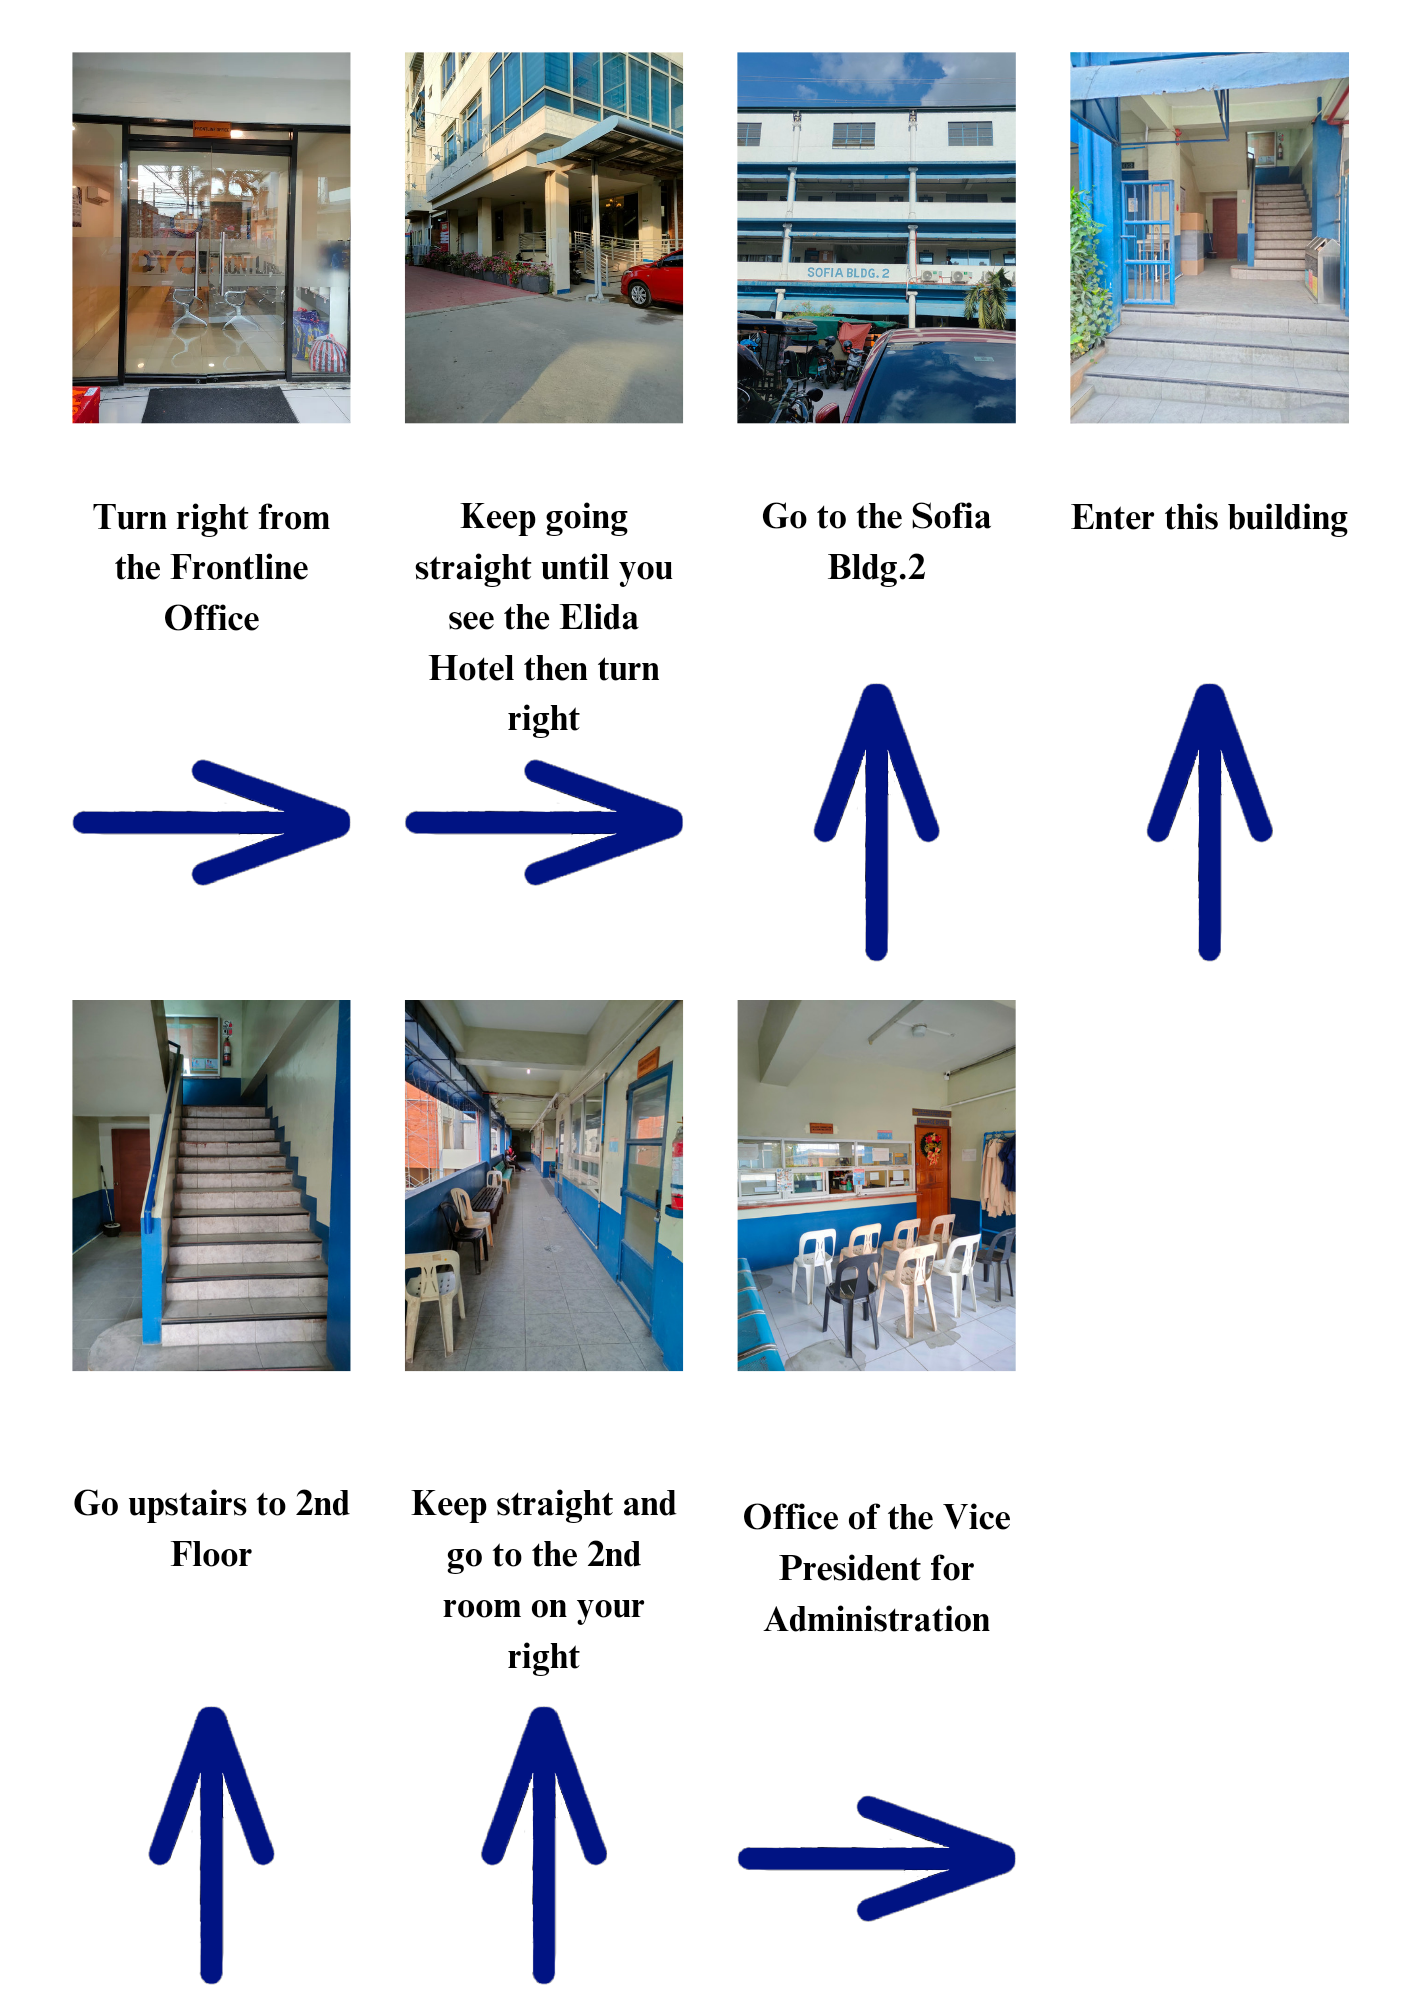 SOFIA BLDG. 2
Turn right from
the Frontline
Office
Keep going
straight until you
see the Elida
Hotel then turn
right
Go to the Sofia
Bldg.2
Enter this building
Go upstairs to 2nd
Floor
Keep straight and
go to the 2nd
room on your
right
Office of the Vice
President for
Administration